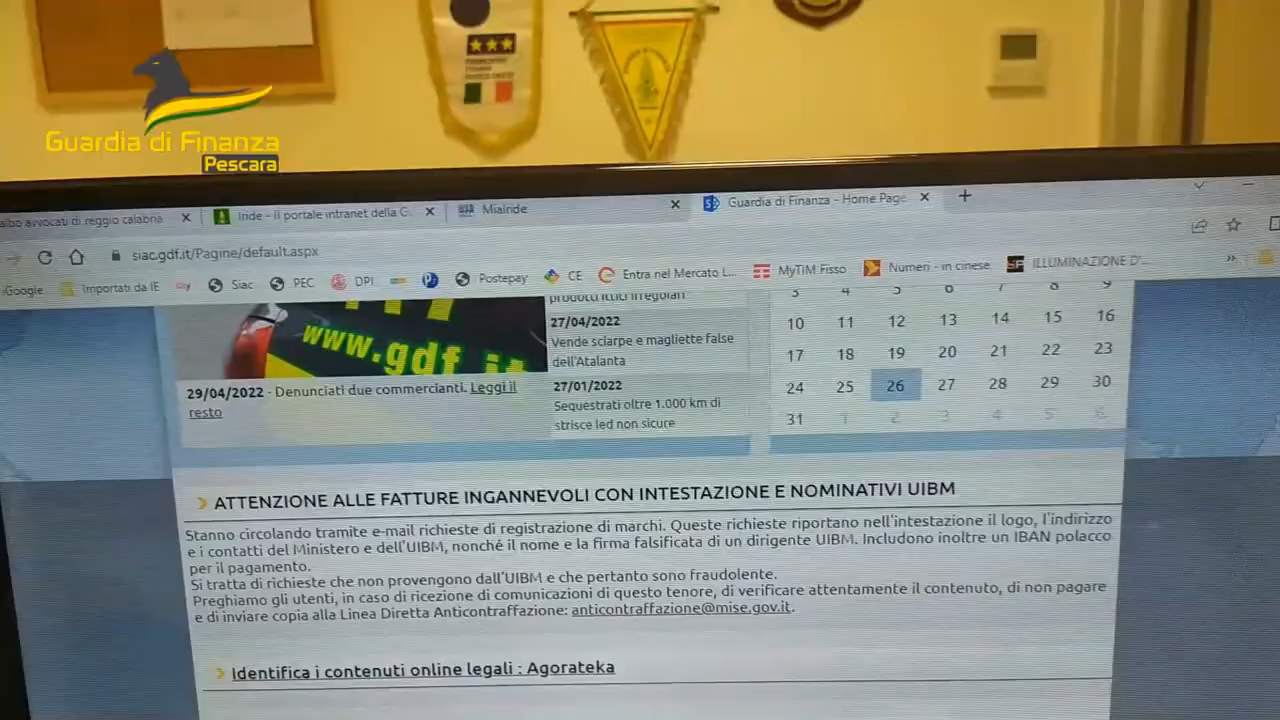 Guardia di Finanza
Pescara
albo avvocati di reggio calabria
Inde - Il portale intranet della G
MiaInde
Guardia di Finanza - Home Page
siac.gdf.it/Pagine/default.aspx
Google
Importati da IE
Siac
PEC
DPI
Postepay
CE
Entra nel Mercato L...
MyTIM Fisso
Numeri - in cinese
ILLUMINAZIONE D'...
prodotti ittici irregolari
27/04/2022
Vende sciarpe e magliette false
dell'Atalanta
27/01/2022
Sequestrati oltre 1.000 km di
strisce led non sicure
www.gdf.it
29/04/2022 - Denunciati due commercianti. Leggi il
resto
3 4 5 6 7 8 9
10 11 12 13 14 15 16
17 18 19 20 21 22 23
24 25 26 27 28 29 30
31 1 2 3 4 5 6
ATTENZIONE ALLE FATTURE INGANNEVOLI CON INTESTAZIONE E NOMINATIVI UIBM
Stanno circolando tramite e-mail richieste di registrazione di marchi. Queste richieste riportano nell'intestazione il logo, l'indirizzo
e i contatti del Ministero e dell'UIBM, nonché il nome e la firma falsificata di un dirigente UIBM. Includono inoltre un IBAN polacco
per il pagamento.
Si tratta di richieste che non provengono dall'UIBM e che pertanto sono fraudolente.
Preghiamo gli utenti, in caso di ricezione di comunicazioni di questo tenore, di verificare attentamente il contenuto, di non pagare
e di inviare copia alla Linea Diretta Anticontraffazione: anticontraffazione@mise.gov.it.
Identifica i contenuti online legali : Agorateka